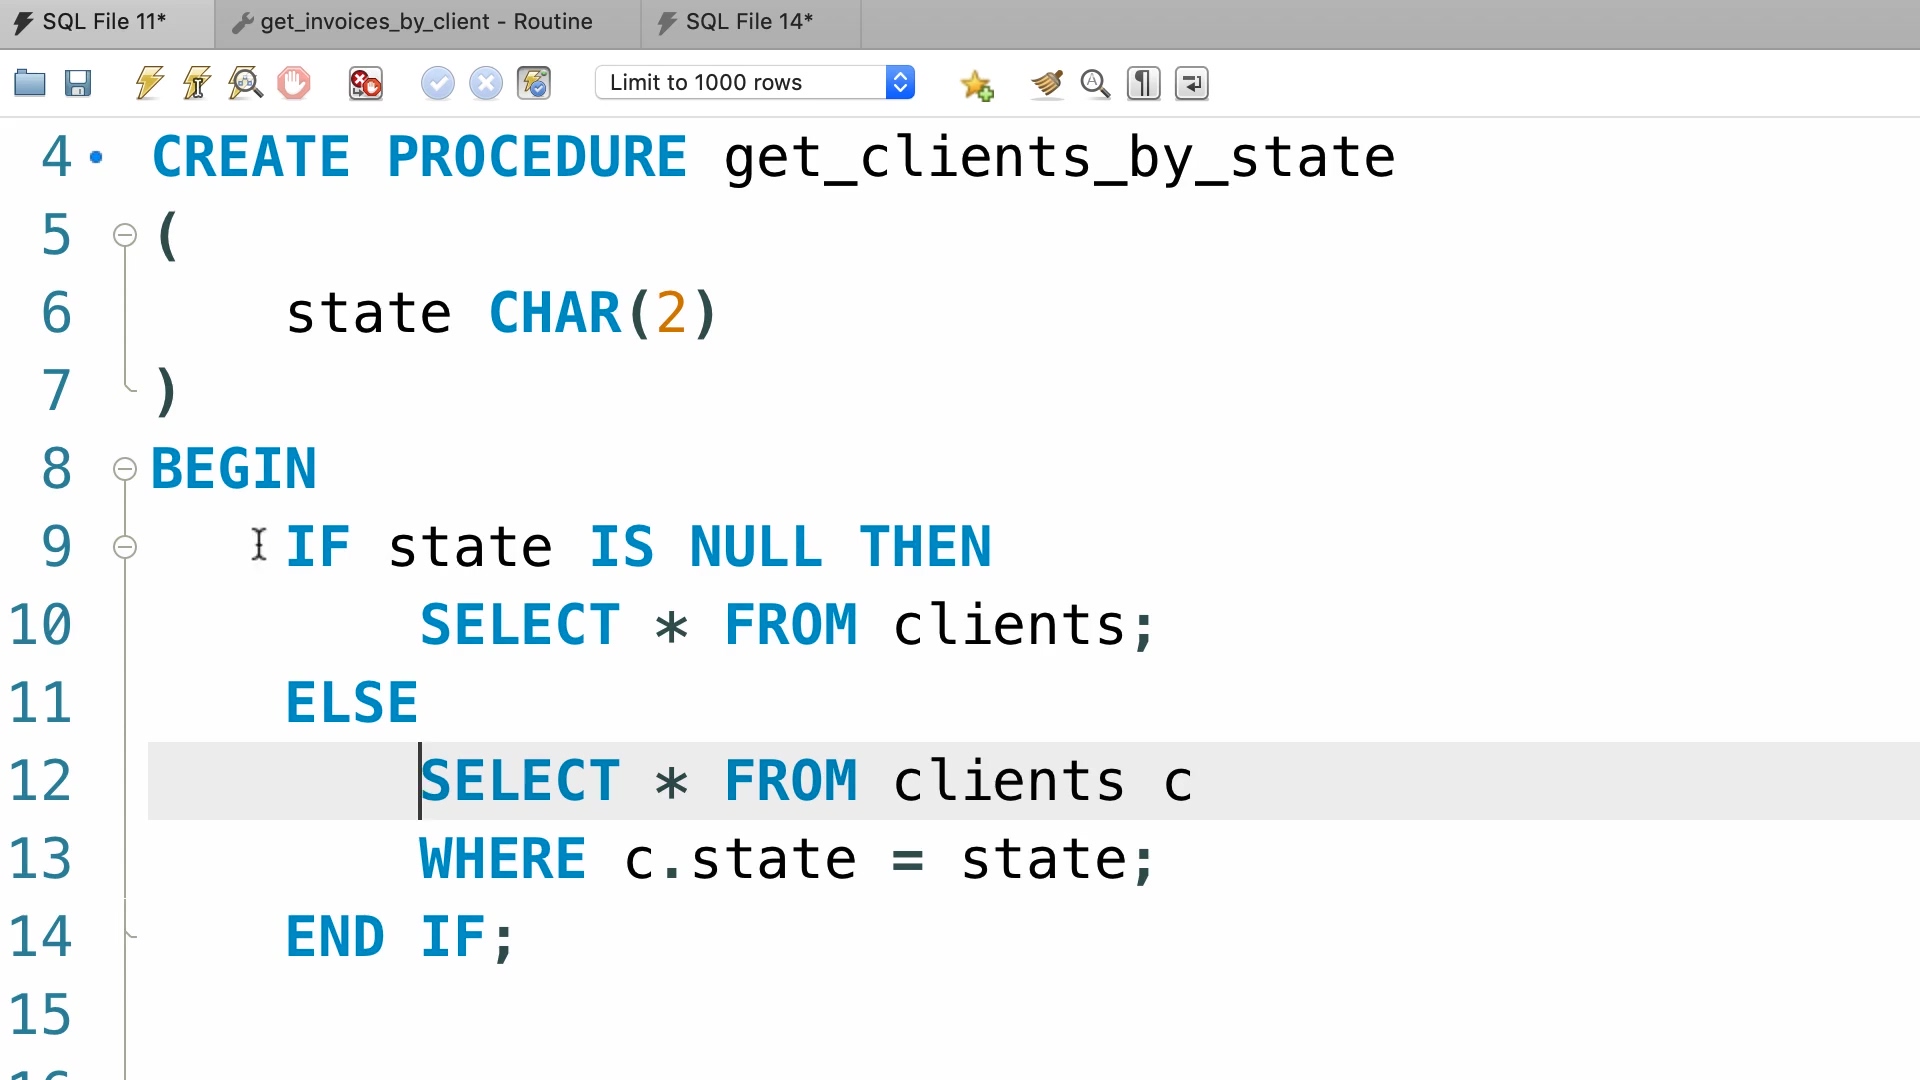 SQL File 11*
get_invoices_by_client - Routine
SQL File 14*
Limit to 1000 rows
4 CREATE PROCEDURE get_clients_by_state
5 (
6 state CHAR(2)
7 )
8 BEGIN
9 IF state IS NULL THEN
10 SELECT * FROM clients;
11 ELSE
12 SELECT * FROM clients c
13 WHERE c.state = state;
14 END IF;
15